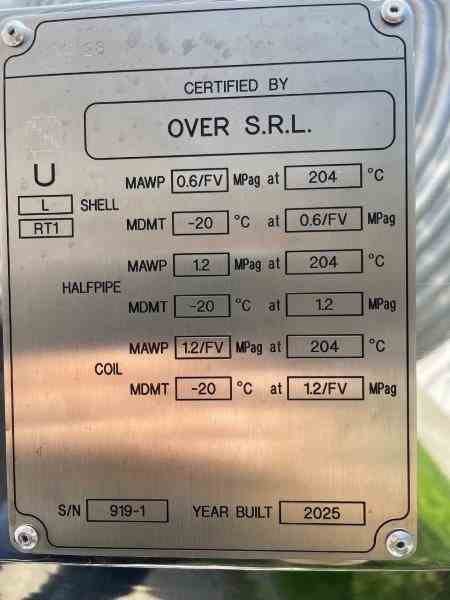 CERTIFIED BY
OVER S.R.L.
U
L SHELL
RT1
MAWP 0.6/FV MPag at 204 °C
MDMT -20 °C at 0.6/FV MPag
HALFPIPE
MAWP 1.2 MPag at 204 °C
MDMT -20 °C at 1.2 MPag
COIL
MAWP 1.2/FV MPag at 204 °C
MDMT -20 °C at 1.2/FV MPag
S/N 919-1 YEAR BUILT 2025